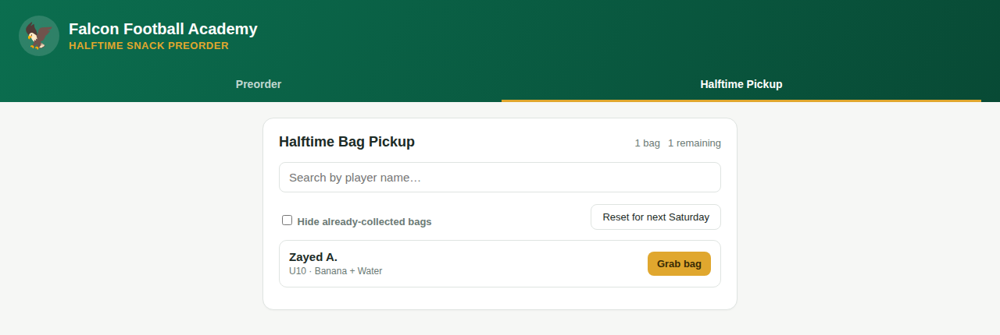 Falcon Football Academy
HALFTIME SNACK PREORDER
Preorder
Halftime Pickup
Halftime Bag Pickup
1 bag 1 remaining
Search by player name…
Hide already-collected bags
Reset for next Saturday
Zayed A.
U10 · Banana + Water
Grab bag